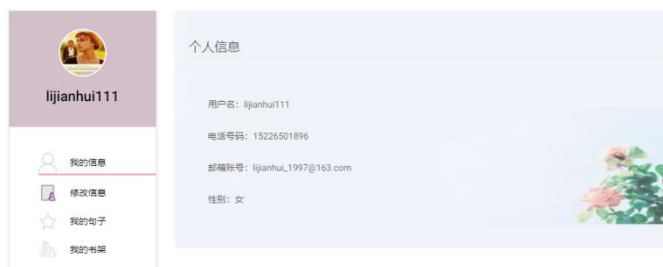 lijianhui111
我的信息
修改信息
我的句子
我的书架
个人信息
用户名：lijianhui111
电话号码：15226501896
邮箱账号：lijianhui_1997@163.com
性别：女